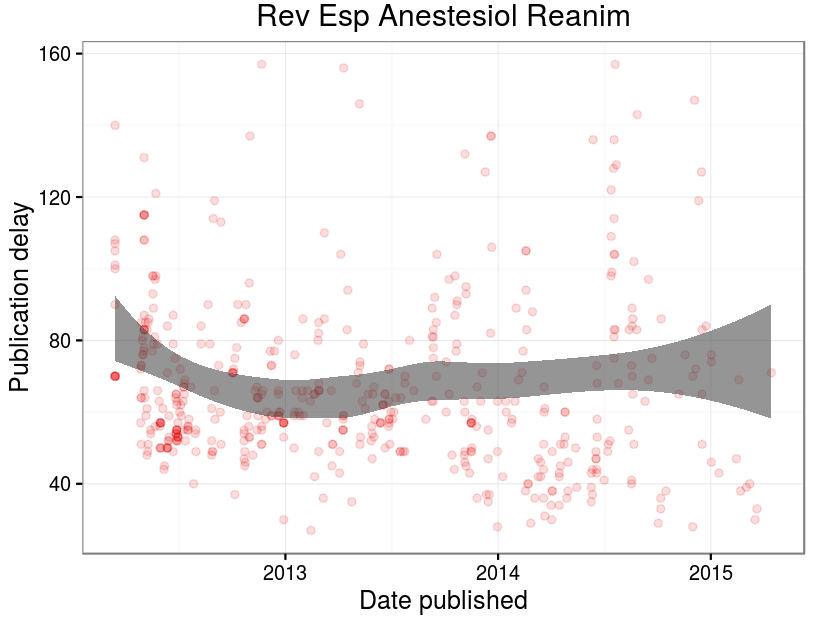 Rev Esp Anestesiol Reanim
160
120
80
40
Publication delay
2013
2014
2015
Date published